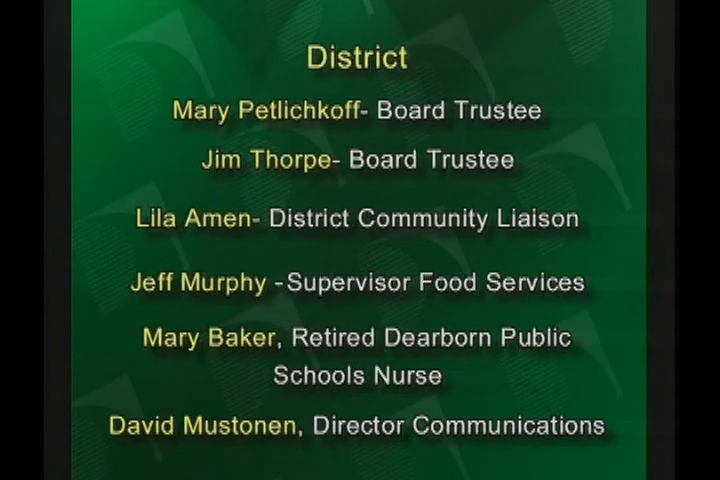 District
Mary Petlichkoff- Board Trustee
Jim Thorpe- Board Trustee
Lila Amen- District Community Liaison
Jeff Murphy -Supervisor Food Services
Mary Baker, Retired Dearborn Public
Schools Nurse
David Mustonen, Director Communications